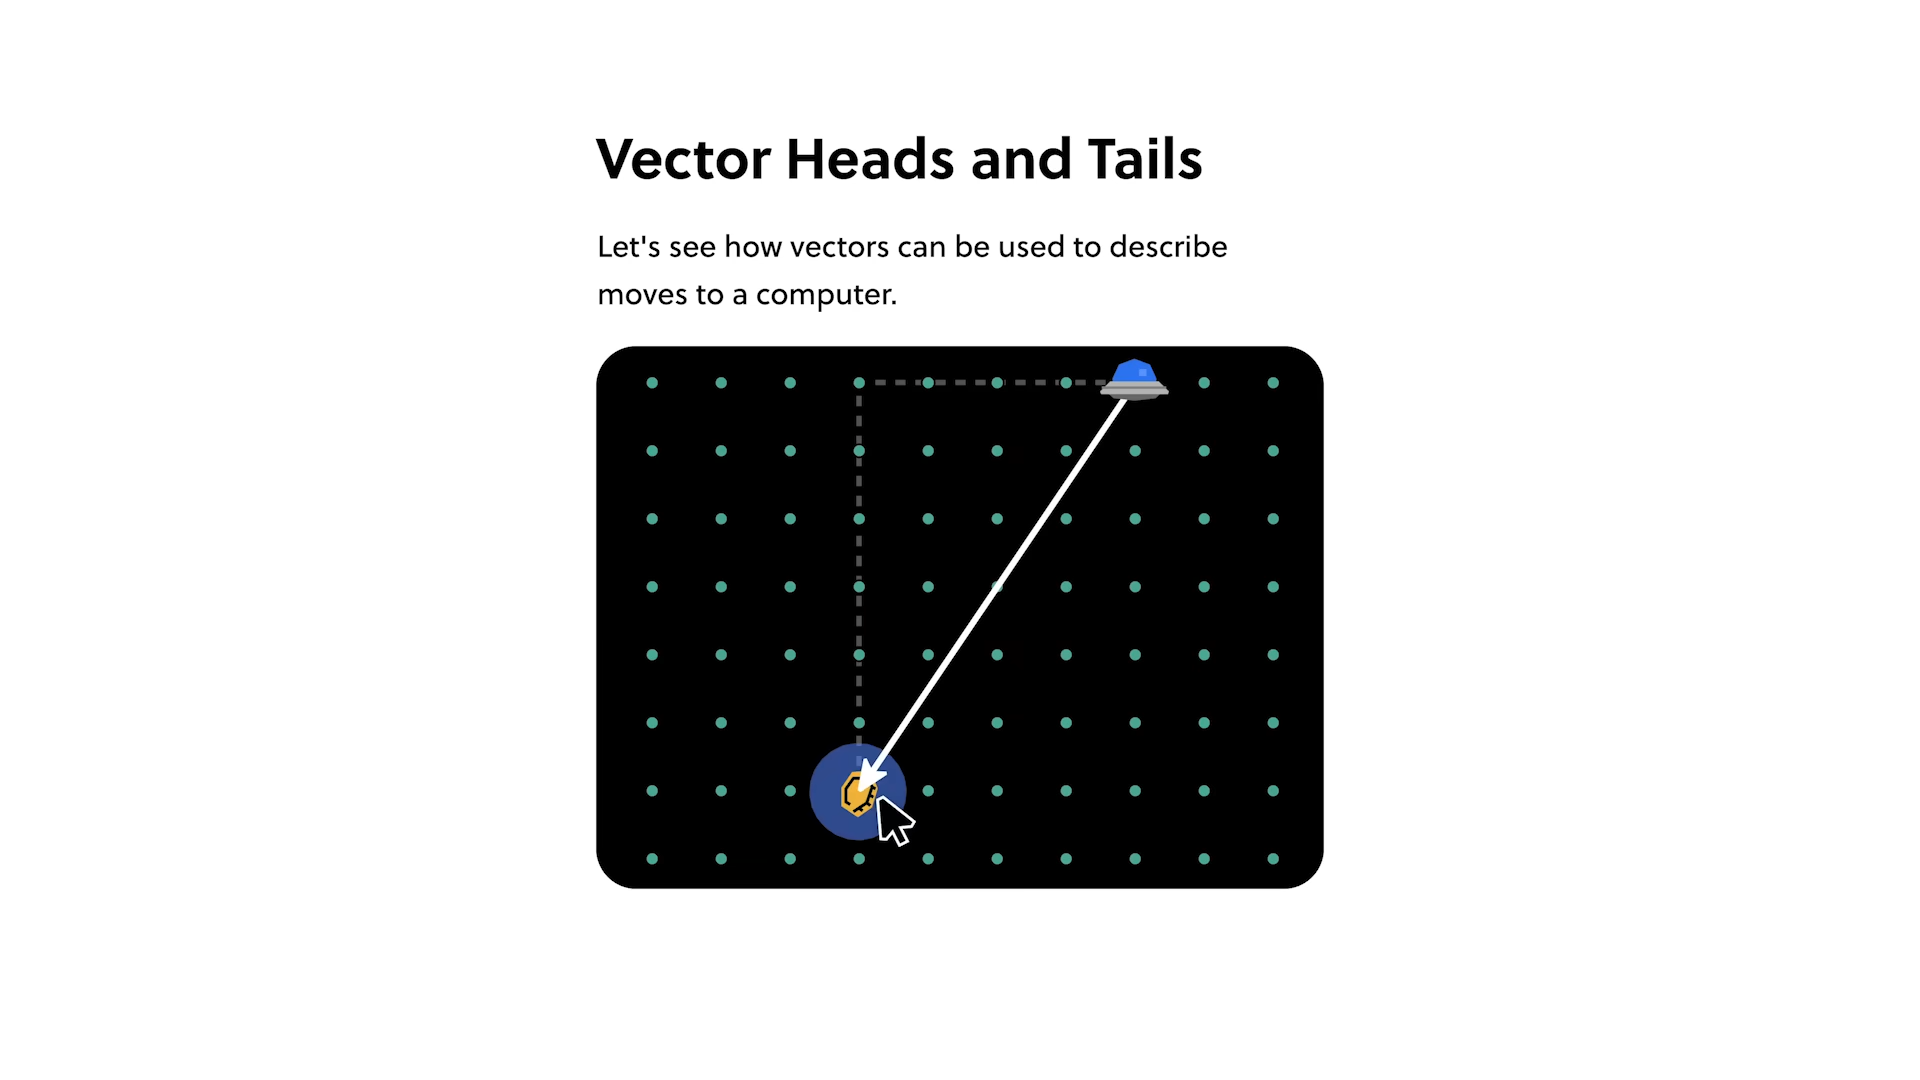 Vector Heads and Tails
Let's see how vectors can be used to describe
moves to a computer.